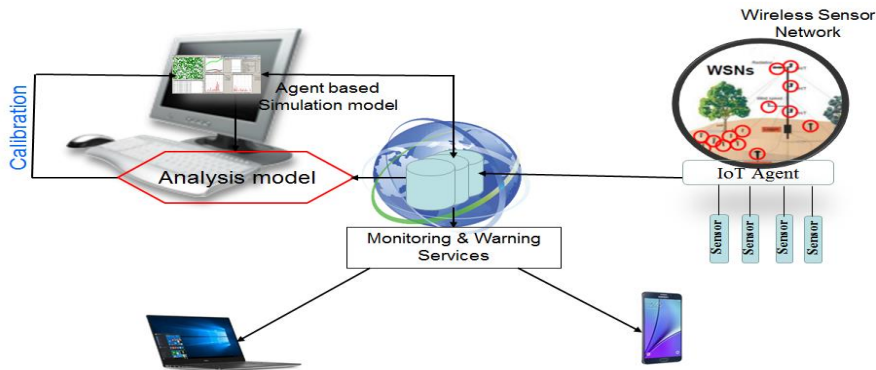 Wireless Sensor
Network
WSNs
Agent based
Simulation model
Calibration
Analysis model
IoT Agent
Monitoring & Warning
Services
Sensor
Sensor
Sensor
Sensor